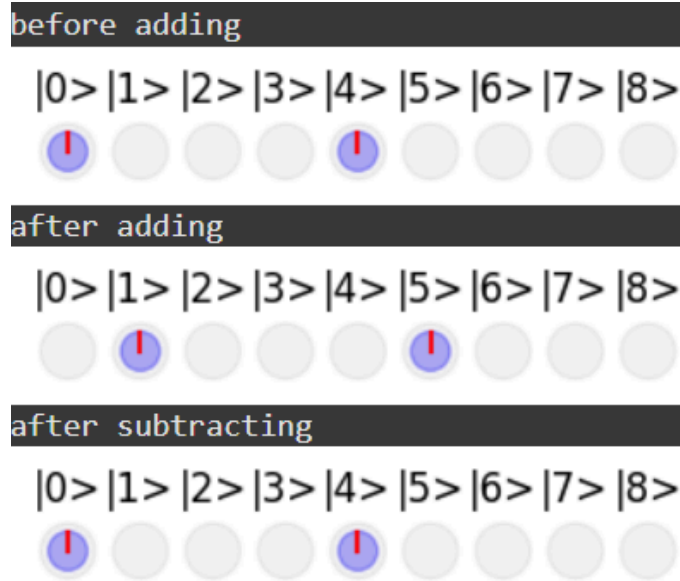 before adding
|0> |1> |2> |3> |4> |5> |6> |7> |8>
after adding
|0> |1> |2> |3> |4> |5> |6> |7> |8>
after subtracting
|0> |1> |2> |3> |4> |5> |6> |7> |8>